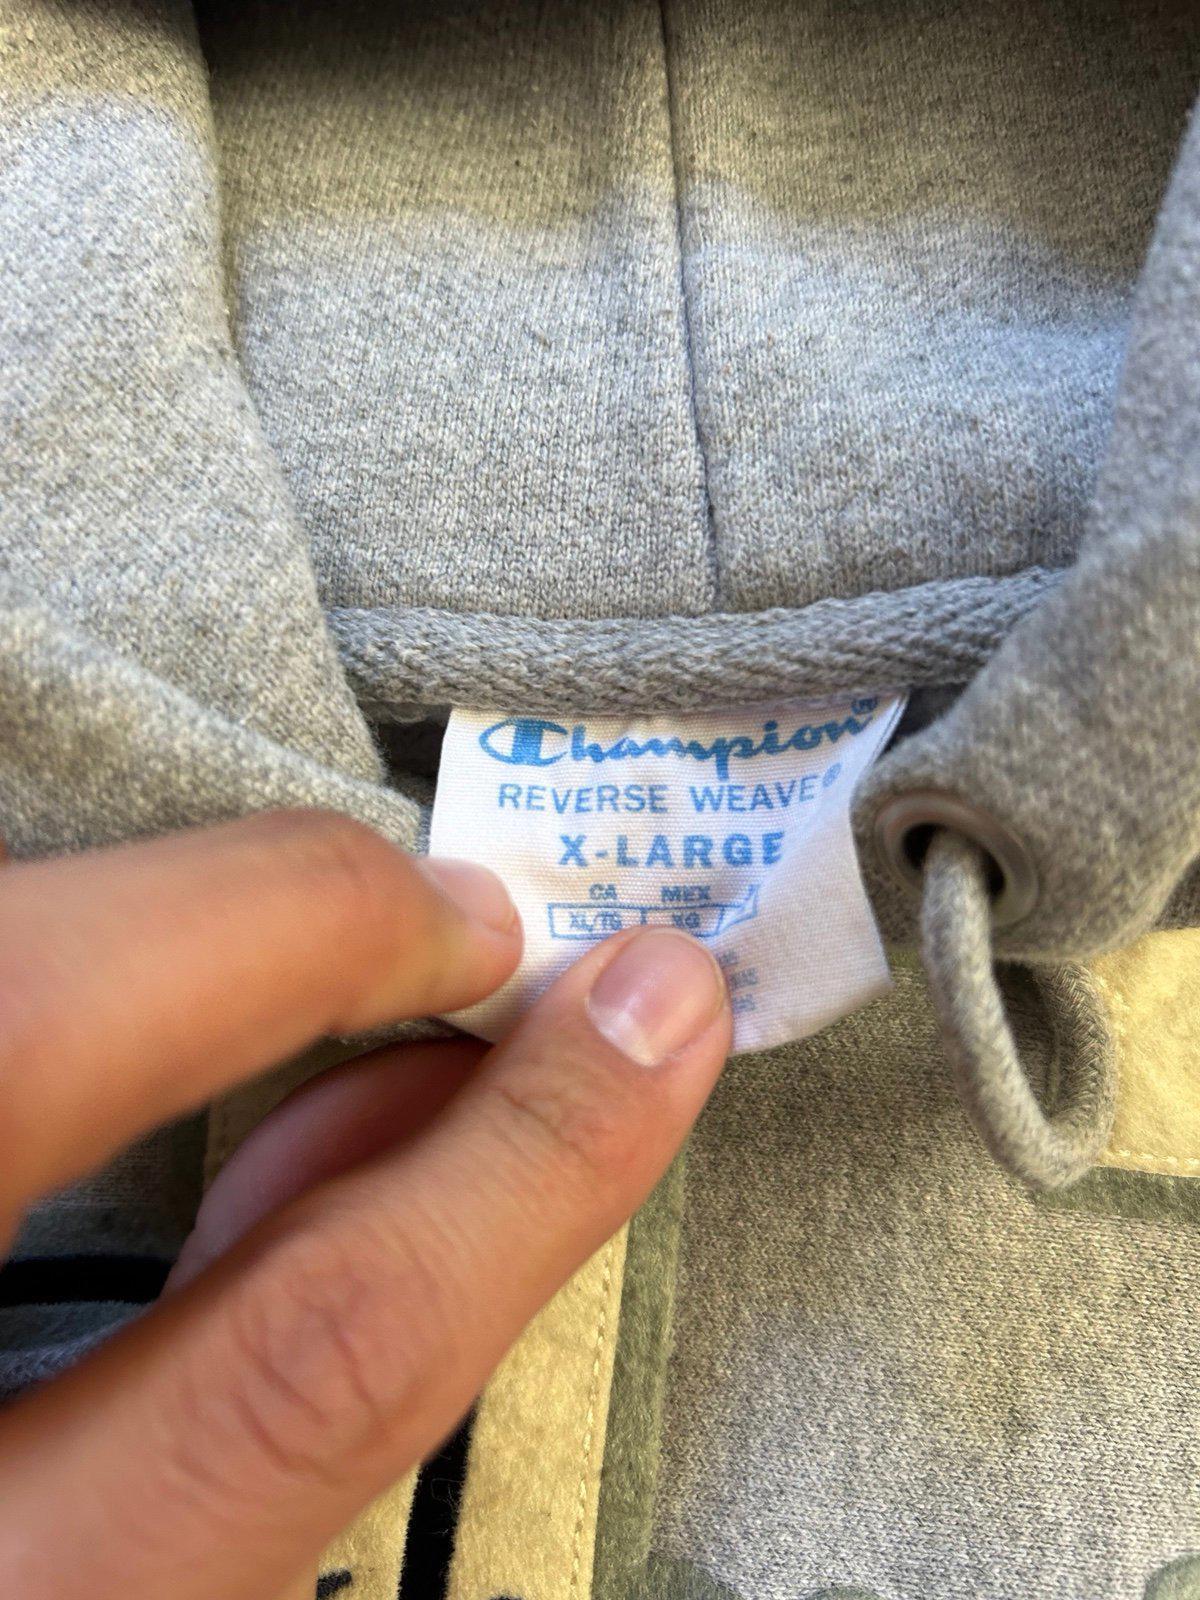 Champion®
REVERSE WEAVE®
X-LARGE
CA MEX
XL/TG XG